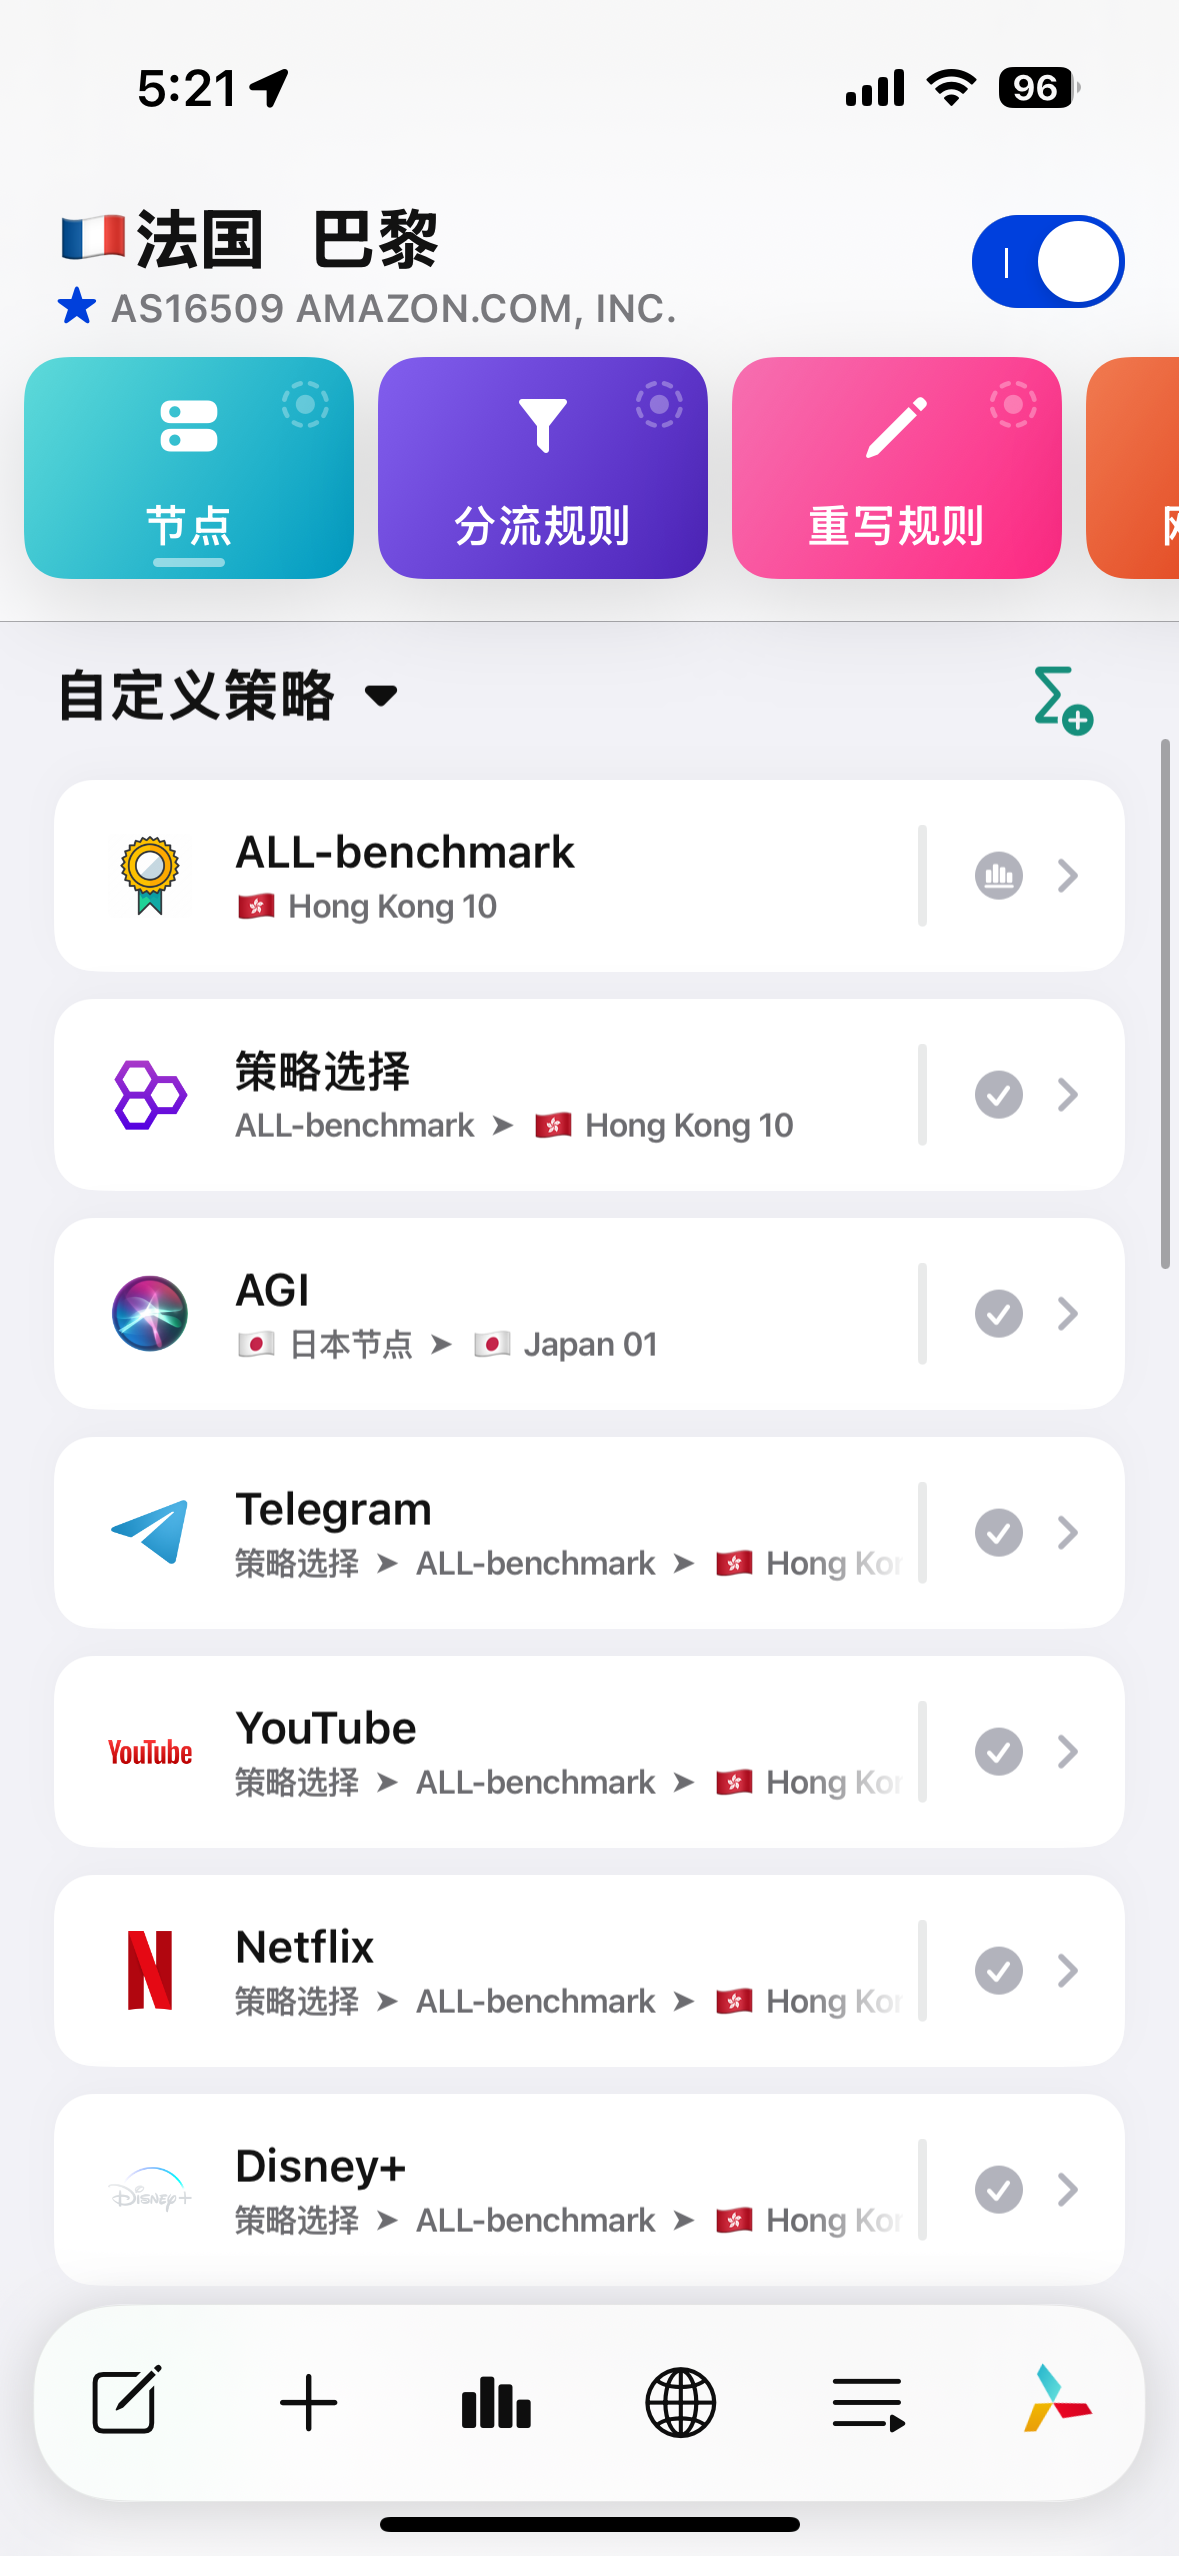 5:21
96
法国 巴黎
AS16509 AMAZON.COM, INC.
节点
分流规则
重写规则
自定义策略
ALL-benchmark
Hong Kong 10
策略选择
ALL-benchmark ➤ Hong Kong 10
AGI
日本节点 ➤ Japan 01
Telegram
策略选择 ➤ ALL-benchmark ➤ Hong Kon
YouTube
YouTube
策略选择 ➤ ALL-benchmark ➤ Hong Kon
Netflix
策略选择 ➤ ALL-benchmark ➤ Hong Kon
Disney+
Disney+
策略选择 ➤ ALL-benchmark ➤ Hong Kon